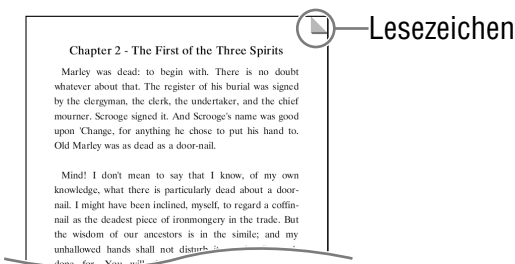 Lesezeichen
Chapter 2 - The First of the Three Spirits
Marley was dead: to begin with. There is no doubt
whatever about that. The register of his burial was signed
by the clergyman, the clerk, the undertaker, and the chief
mourner. Scrooge signed it. And Scrooge's name was good
upon 'Change, for anything he chose to put his hand to.
Old Marley was as dead as a door-nail.
Mind! I don't mean to say that I know, of my own
knowledge, what there is particularly dead about a door-
nail. I might have been inclined, myself, to regard a coffin-
nail as the deadest piece of ironmongery in the trade. But
the wisdom of our ancestors is in the simile; and my
unhallowed hands shall not disturb
done for. You will